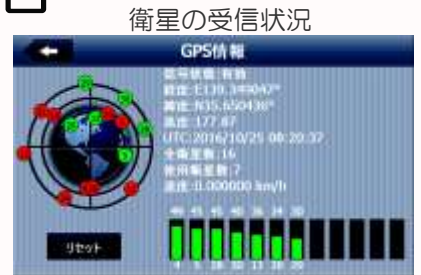 衛星の受信状況
GPS情報
信号状態:有効
経度:E139.349047°
緯度:N35.650436°
高度:177.87
UTC:2016/10/25 00:20:37
全衛星数:16
使用衛星数:7
速度:0.000000 km/h
リセット